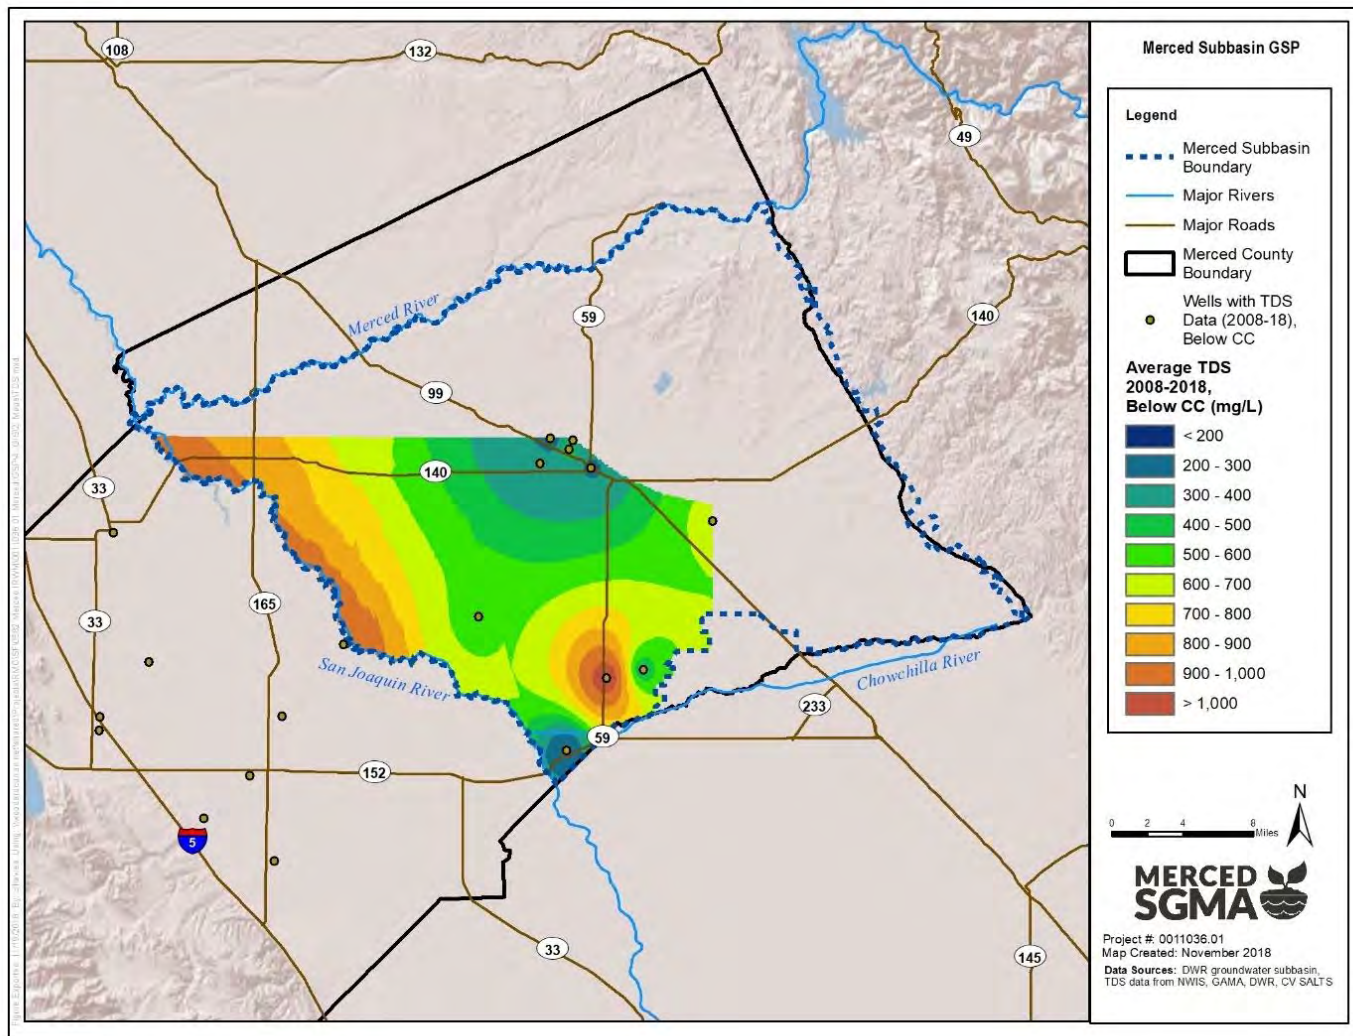 Merced Subbasin GSP
108
132
49
Merced River
59
140
99
140
33
33
165
San Joaquin River
Chowchilla River
233
59
152
5
33
145
Legend
Merced Subbasin
Boundary
Major Rivers
Major Roads
Merced County
Boundary
Wells with TDS
Data (2008-18),
Below CC
Average TDS
2008-2018,
Below CC (mg/L)
< 200
200 - 300
300 - 400
400 - 500
500 - 600
600 - 700
700 - 800
800 - 900
900 - 1,000
> 1,000
N
0 2 4 8
Miles
MERCED
SGMA
Project #: 0011036.01
Map Created: November 2018
Data Sources: DWR groundwater subbasin,
TDS data from NWIS, GAMA, DWR, CV SALTS